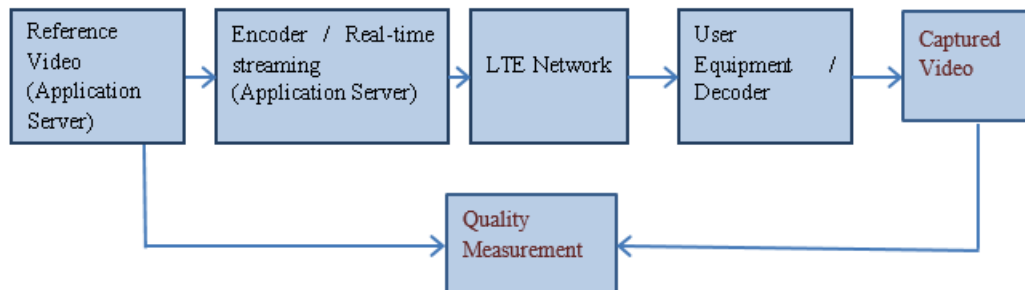 Reference
Video
(Application
Server)
Encoder / Real-time
streaming
(Application Server)
LTE Network
User
Equipment /
Decoder
Captured
Video
Quality
Measurement